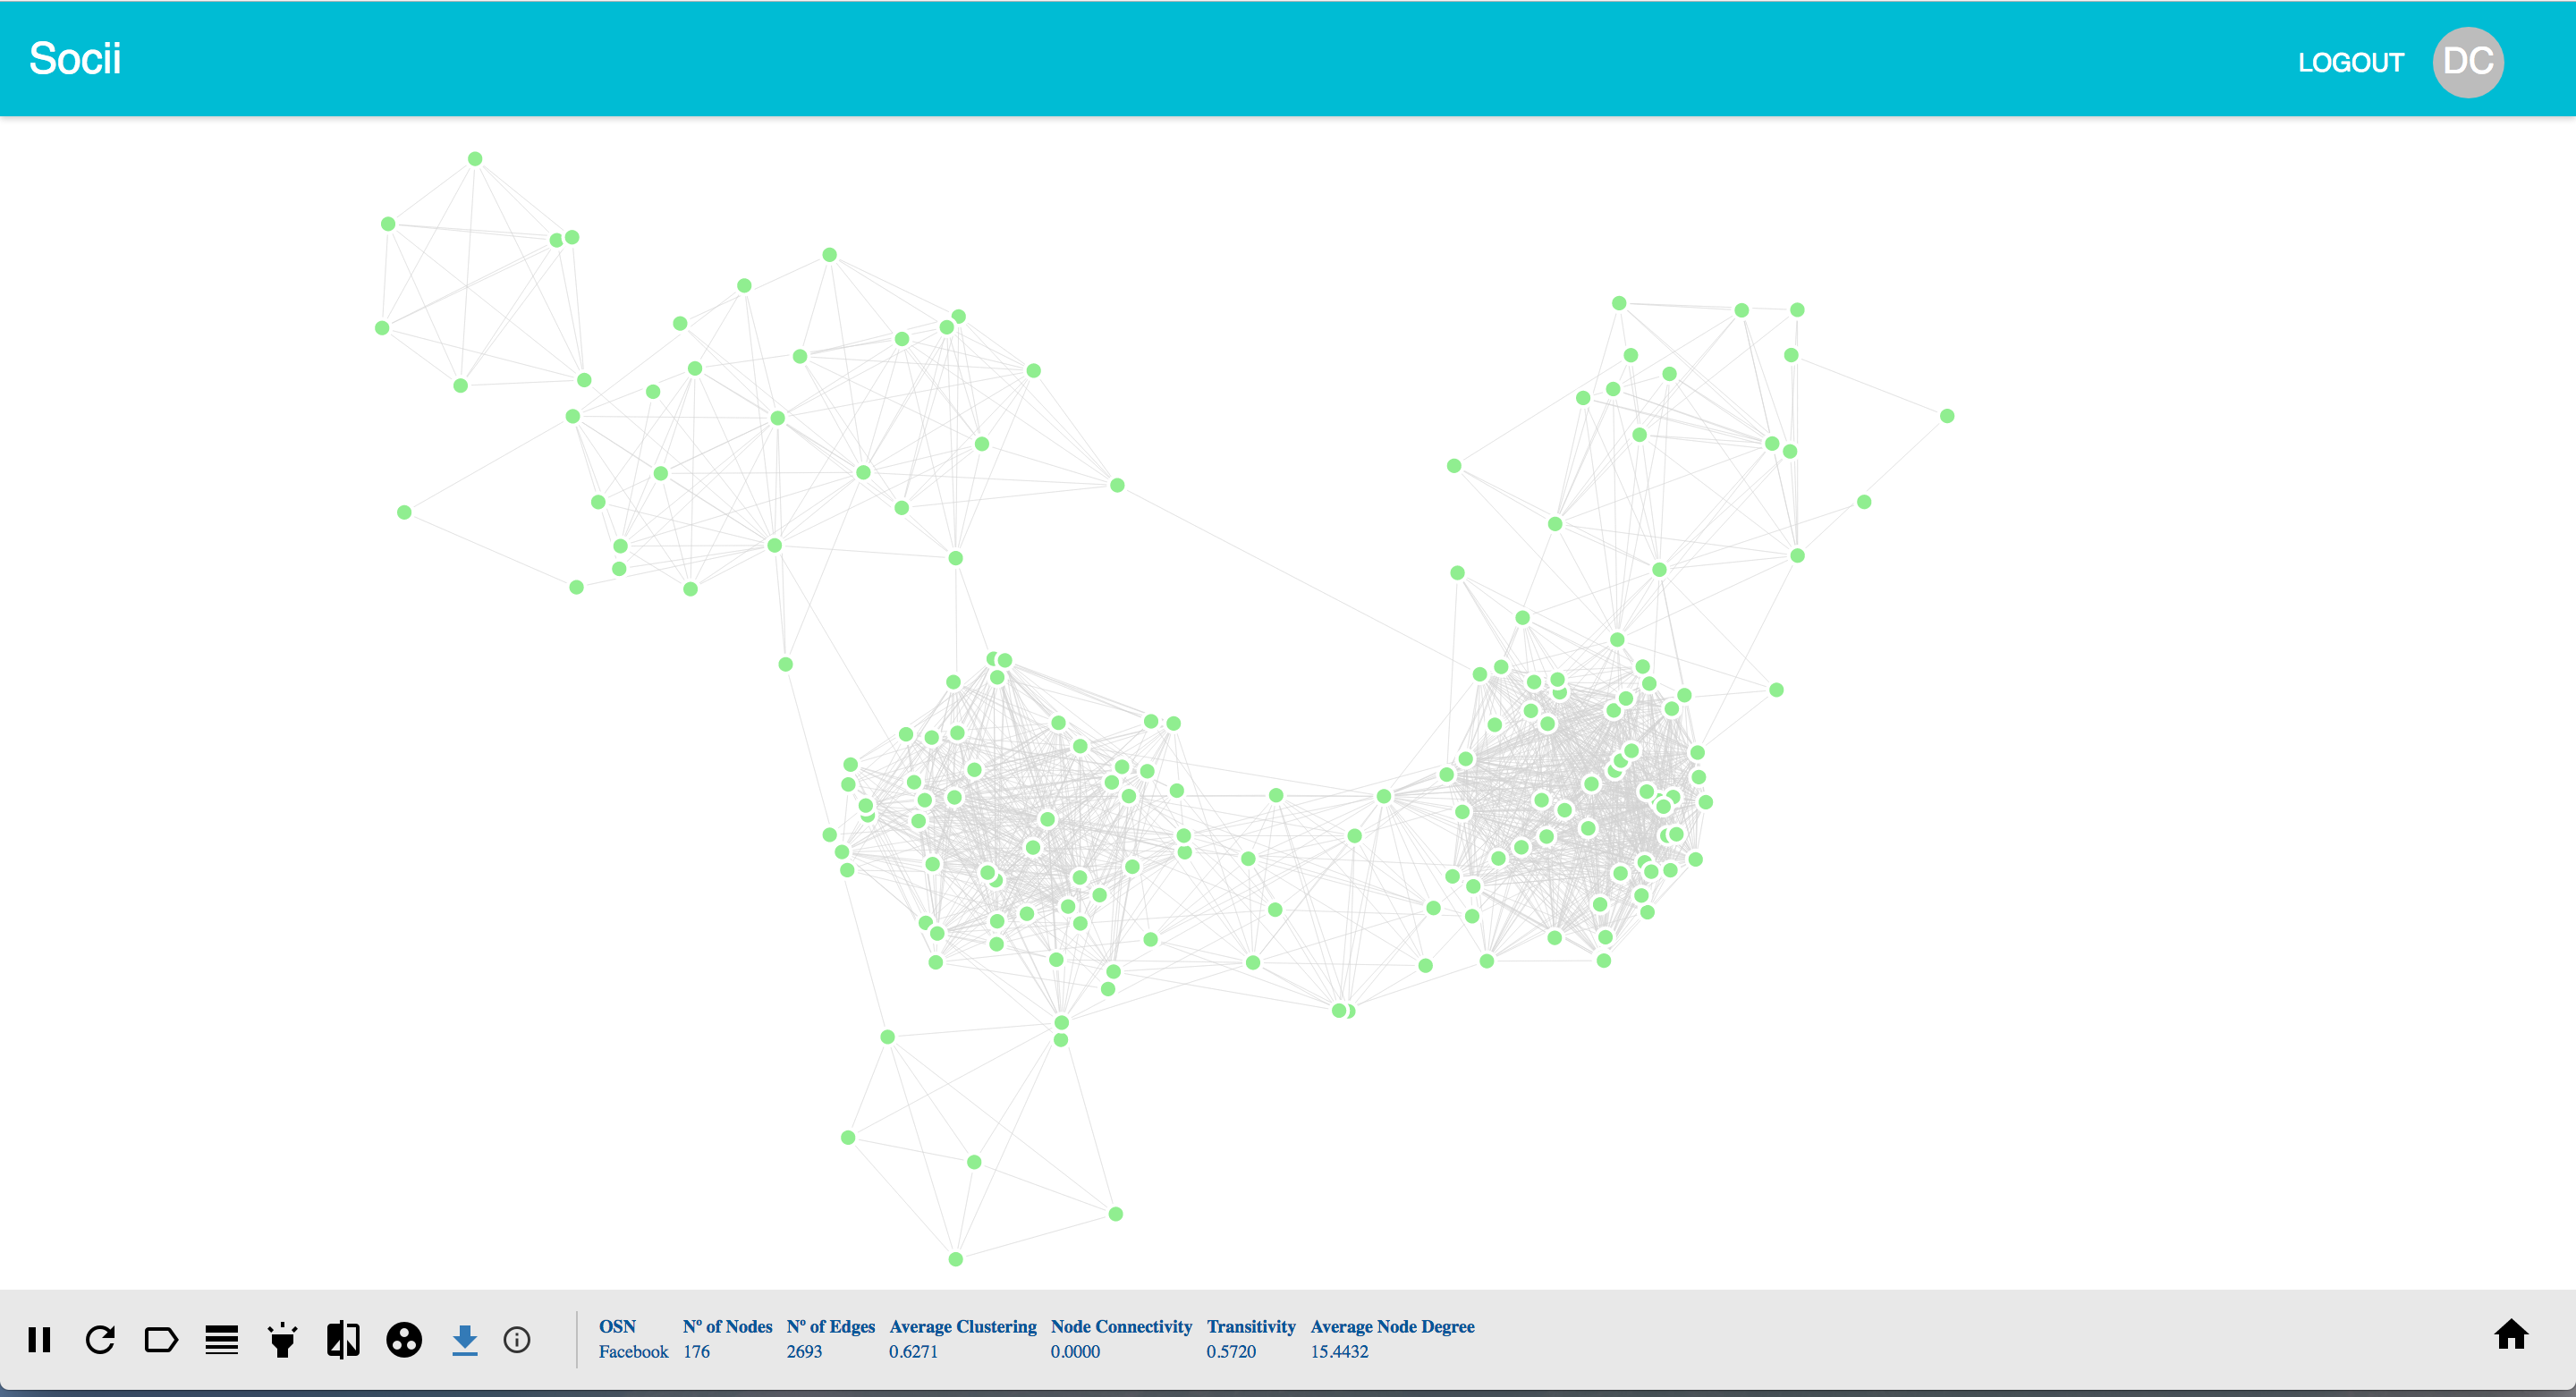 Socii
LOGOUT DC
OSN Nº of Nodes Nº of Edges Average Clustering Node Connectivity Transitivity Average Node Degree
Facebook 176 2693 0.6271 0.0000 0.5720 15.4432